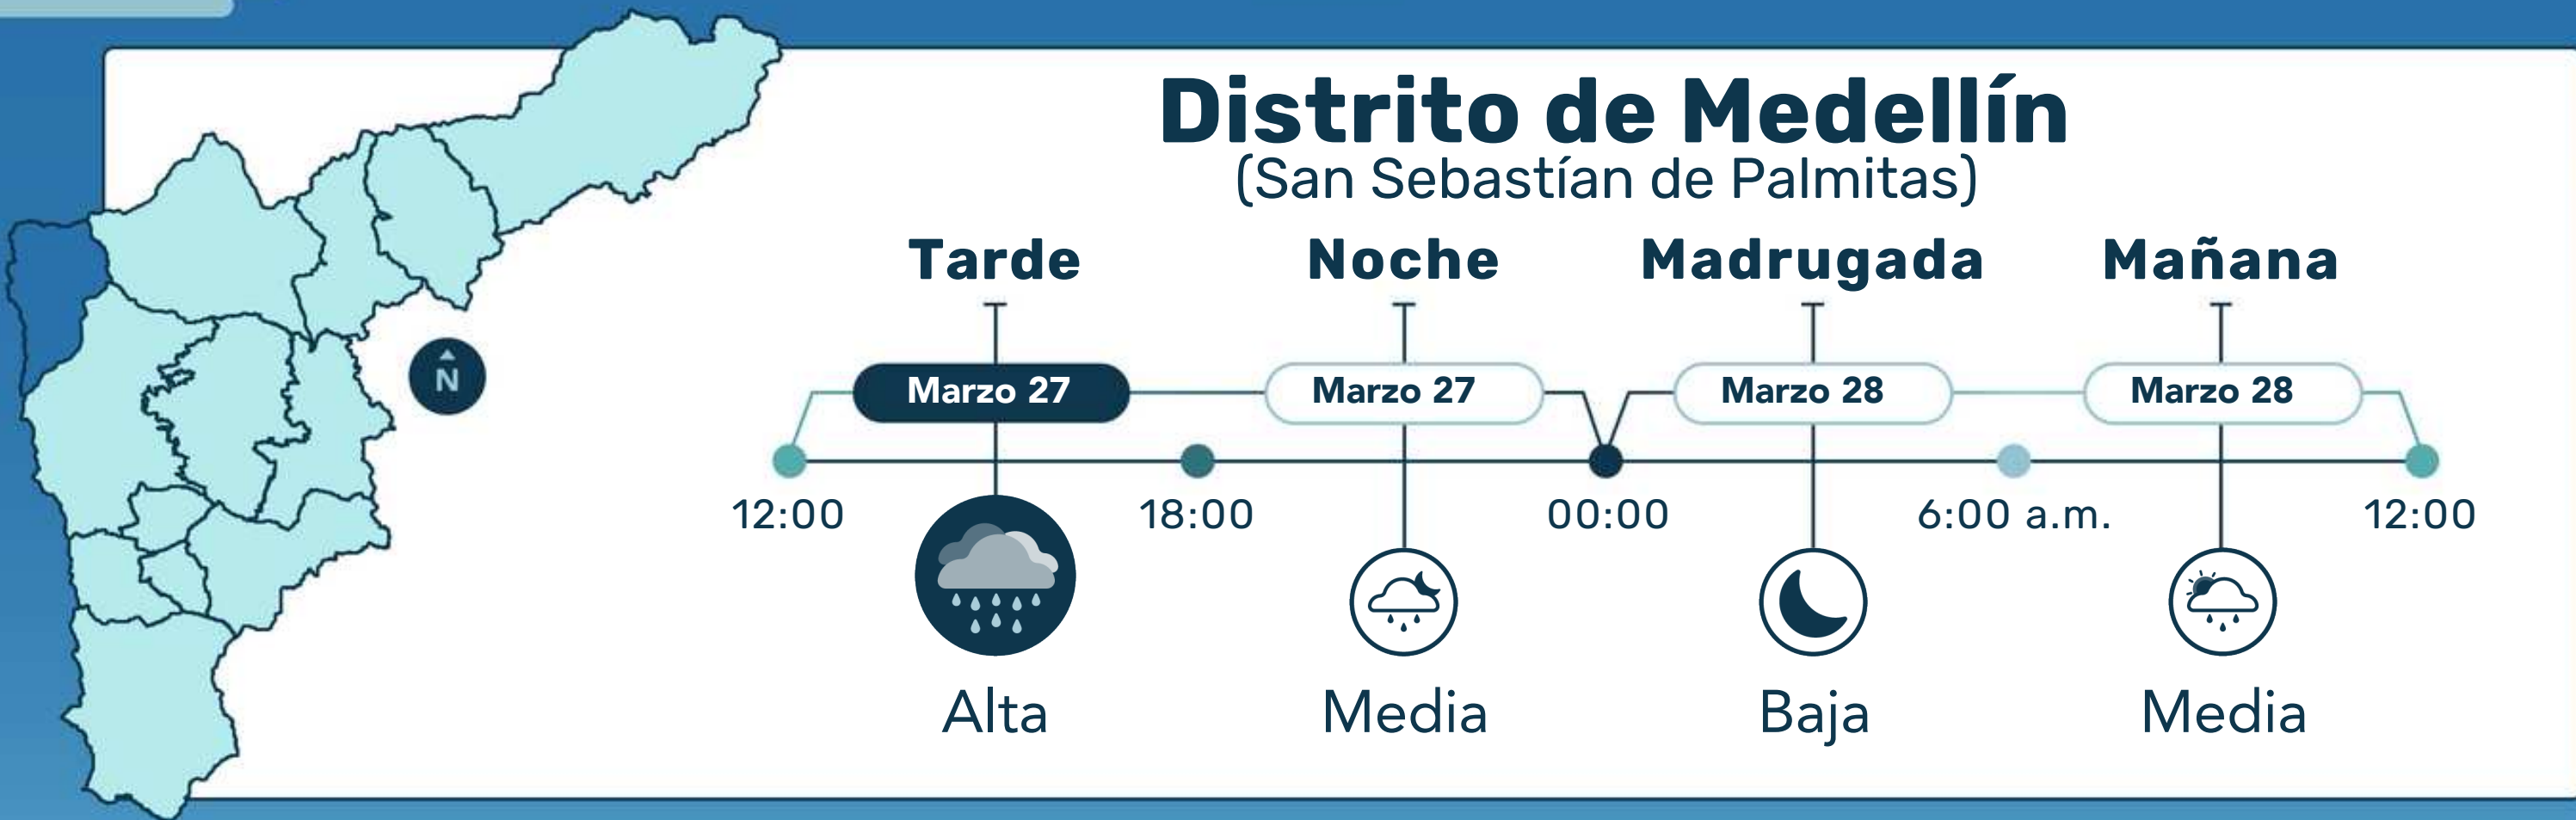 Distrito de Medellín
(San Sebastían de Palmitas)
Tarde Noche Madrugada Mañana
N
Marzo 27 Marzo 27 Marzo 28 Marzo 28
12:00 18:00 00:00 6:00 a.m. 12:00
Alta Media Baja Media